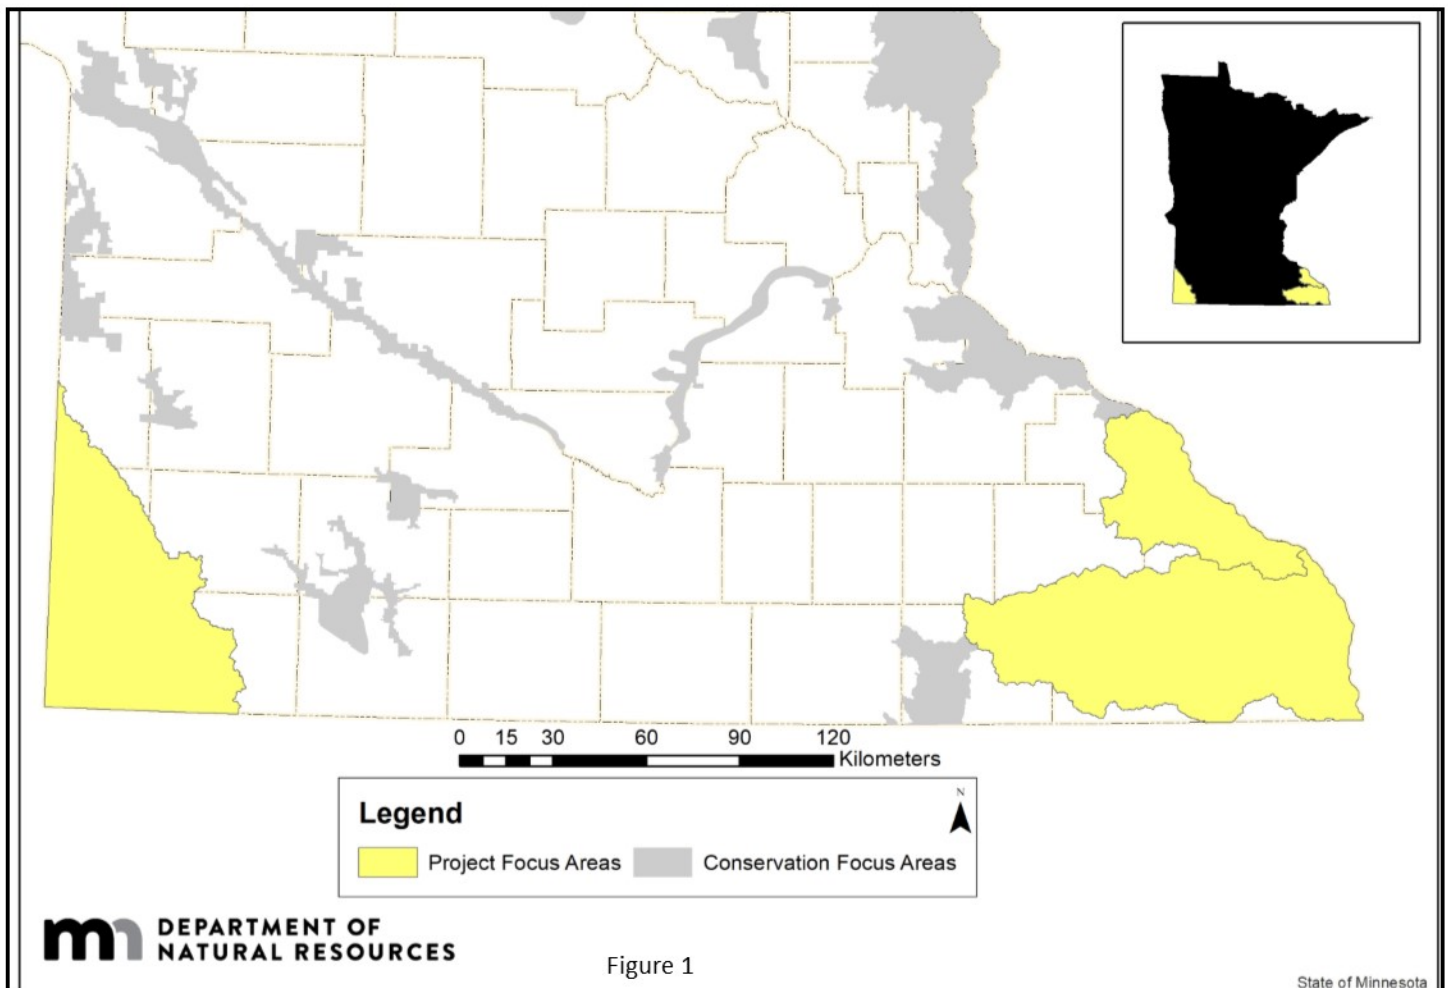 0 15 30 60 90 120
Kilometers
Legend
N
Project Focus Areas
Conservation Focus Areas
mn DEPARTMENT OF
NATURAL RESOURCES
Figure 1
State of Minnesota